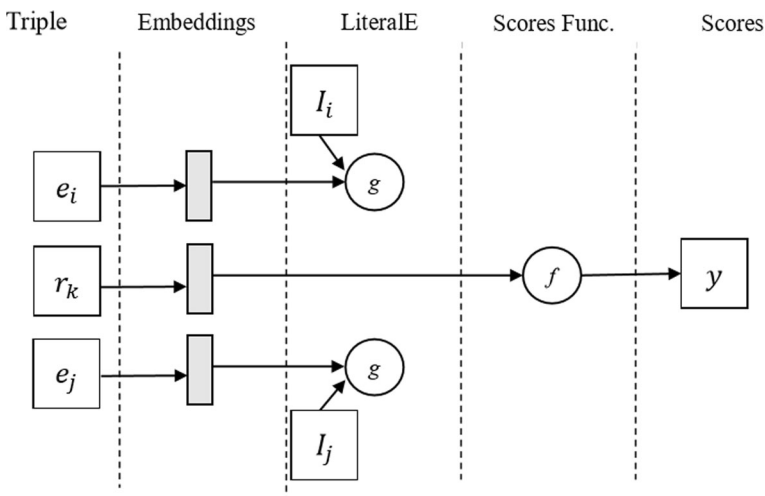 Triple Embeddings LiteralE Scores Func. Scores
I_i
e_i g
r_k f y
e_j g
I_j